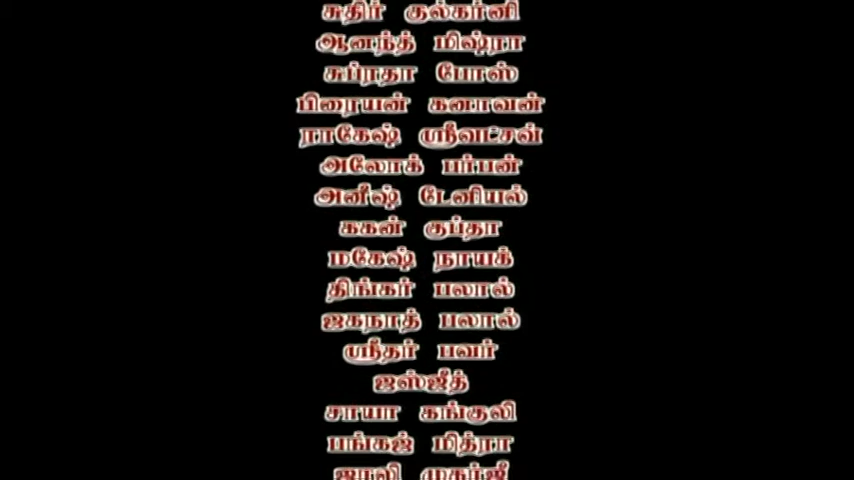 சுதிர் குல்கர்னி
ஆனந்த் மிஷ்ரா
சுப்ரதா போஸ்
பிரையன் கனாவன்
ராகேஷ் ஸ்ரீவட்சவ்
அலோக் பர்பன்
அனீஷ் டேனியல்
ககன் குப்தா
மகேஷ் நாயக்
திங்கர் பலால்
ஜகநாத் பலால்
ஸ்ரீதர் பவர்
ஜஸ்ஜீத்
சாயா கங்குலி
பங்கஜ் மித்ரா
முகர்ஜீ